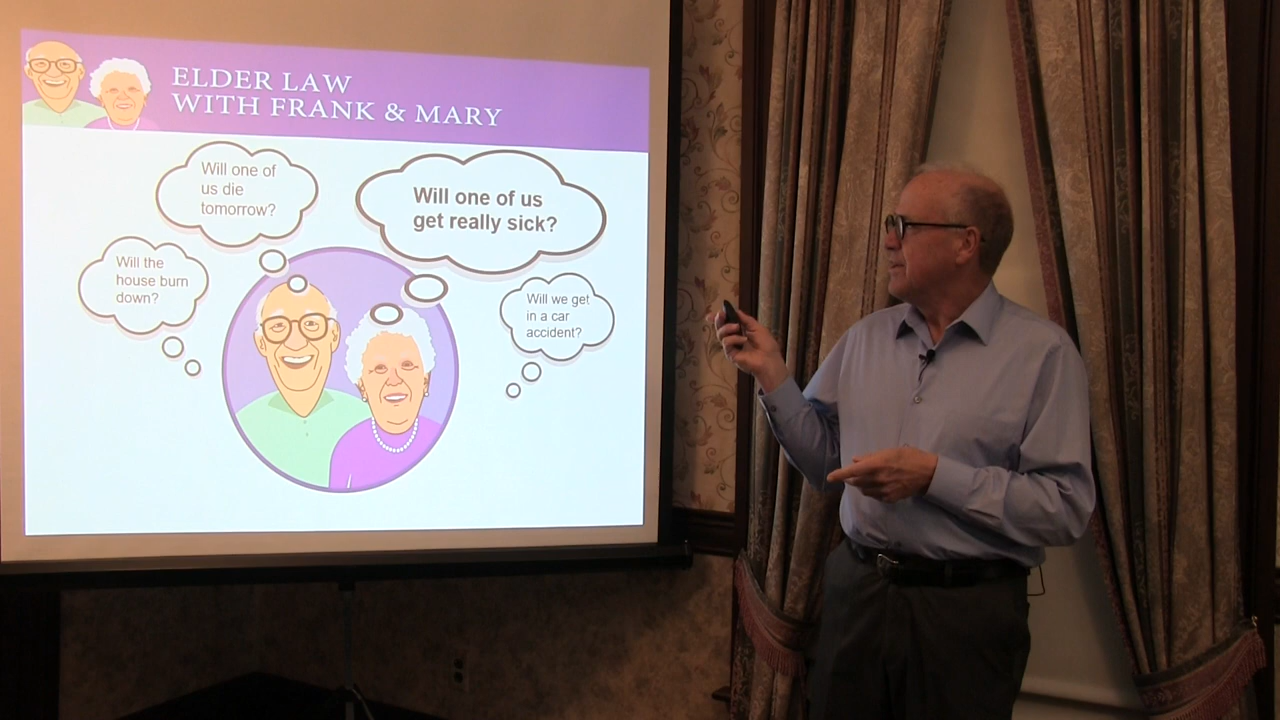 ELDER LAW
WITH FRANK & MARY
Will one of
us die
tomorrow?
Will one of us
get really sick?
Will the
house burn
down?
Will we get
in a car
accident?